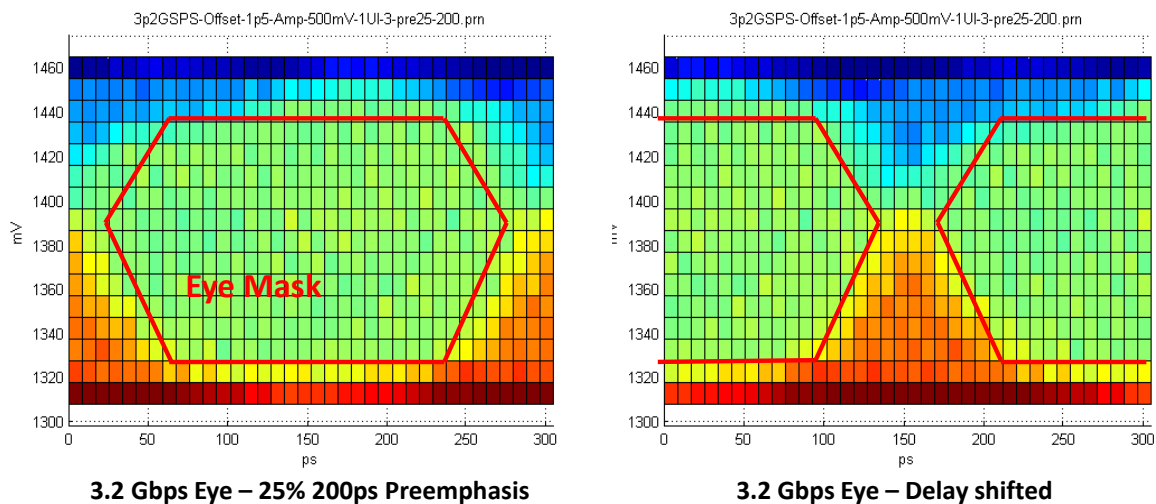 3p2GSPS-Offset-1p5-Amp-500mV-1UI-3-pre25-200.prn
1460
1440
1420
1400
1380
1360
1340
1320
1300
mV
Eye Mask
0 50 100 150 200 250 300
ps
3.2 Gbps Eye – 25% 200ps Preemphasis
3p2GSPS-Offset-1p5-Amp-500mV-1UI-3-pre25-200.prn
1460
1440
1420
1400
1380
1360
1340
1320
1300
mV
0 50 100 150 200 250 300
ps
3.2 Gbps Eye – Delay shifted